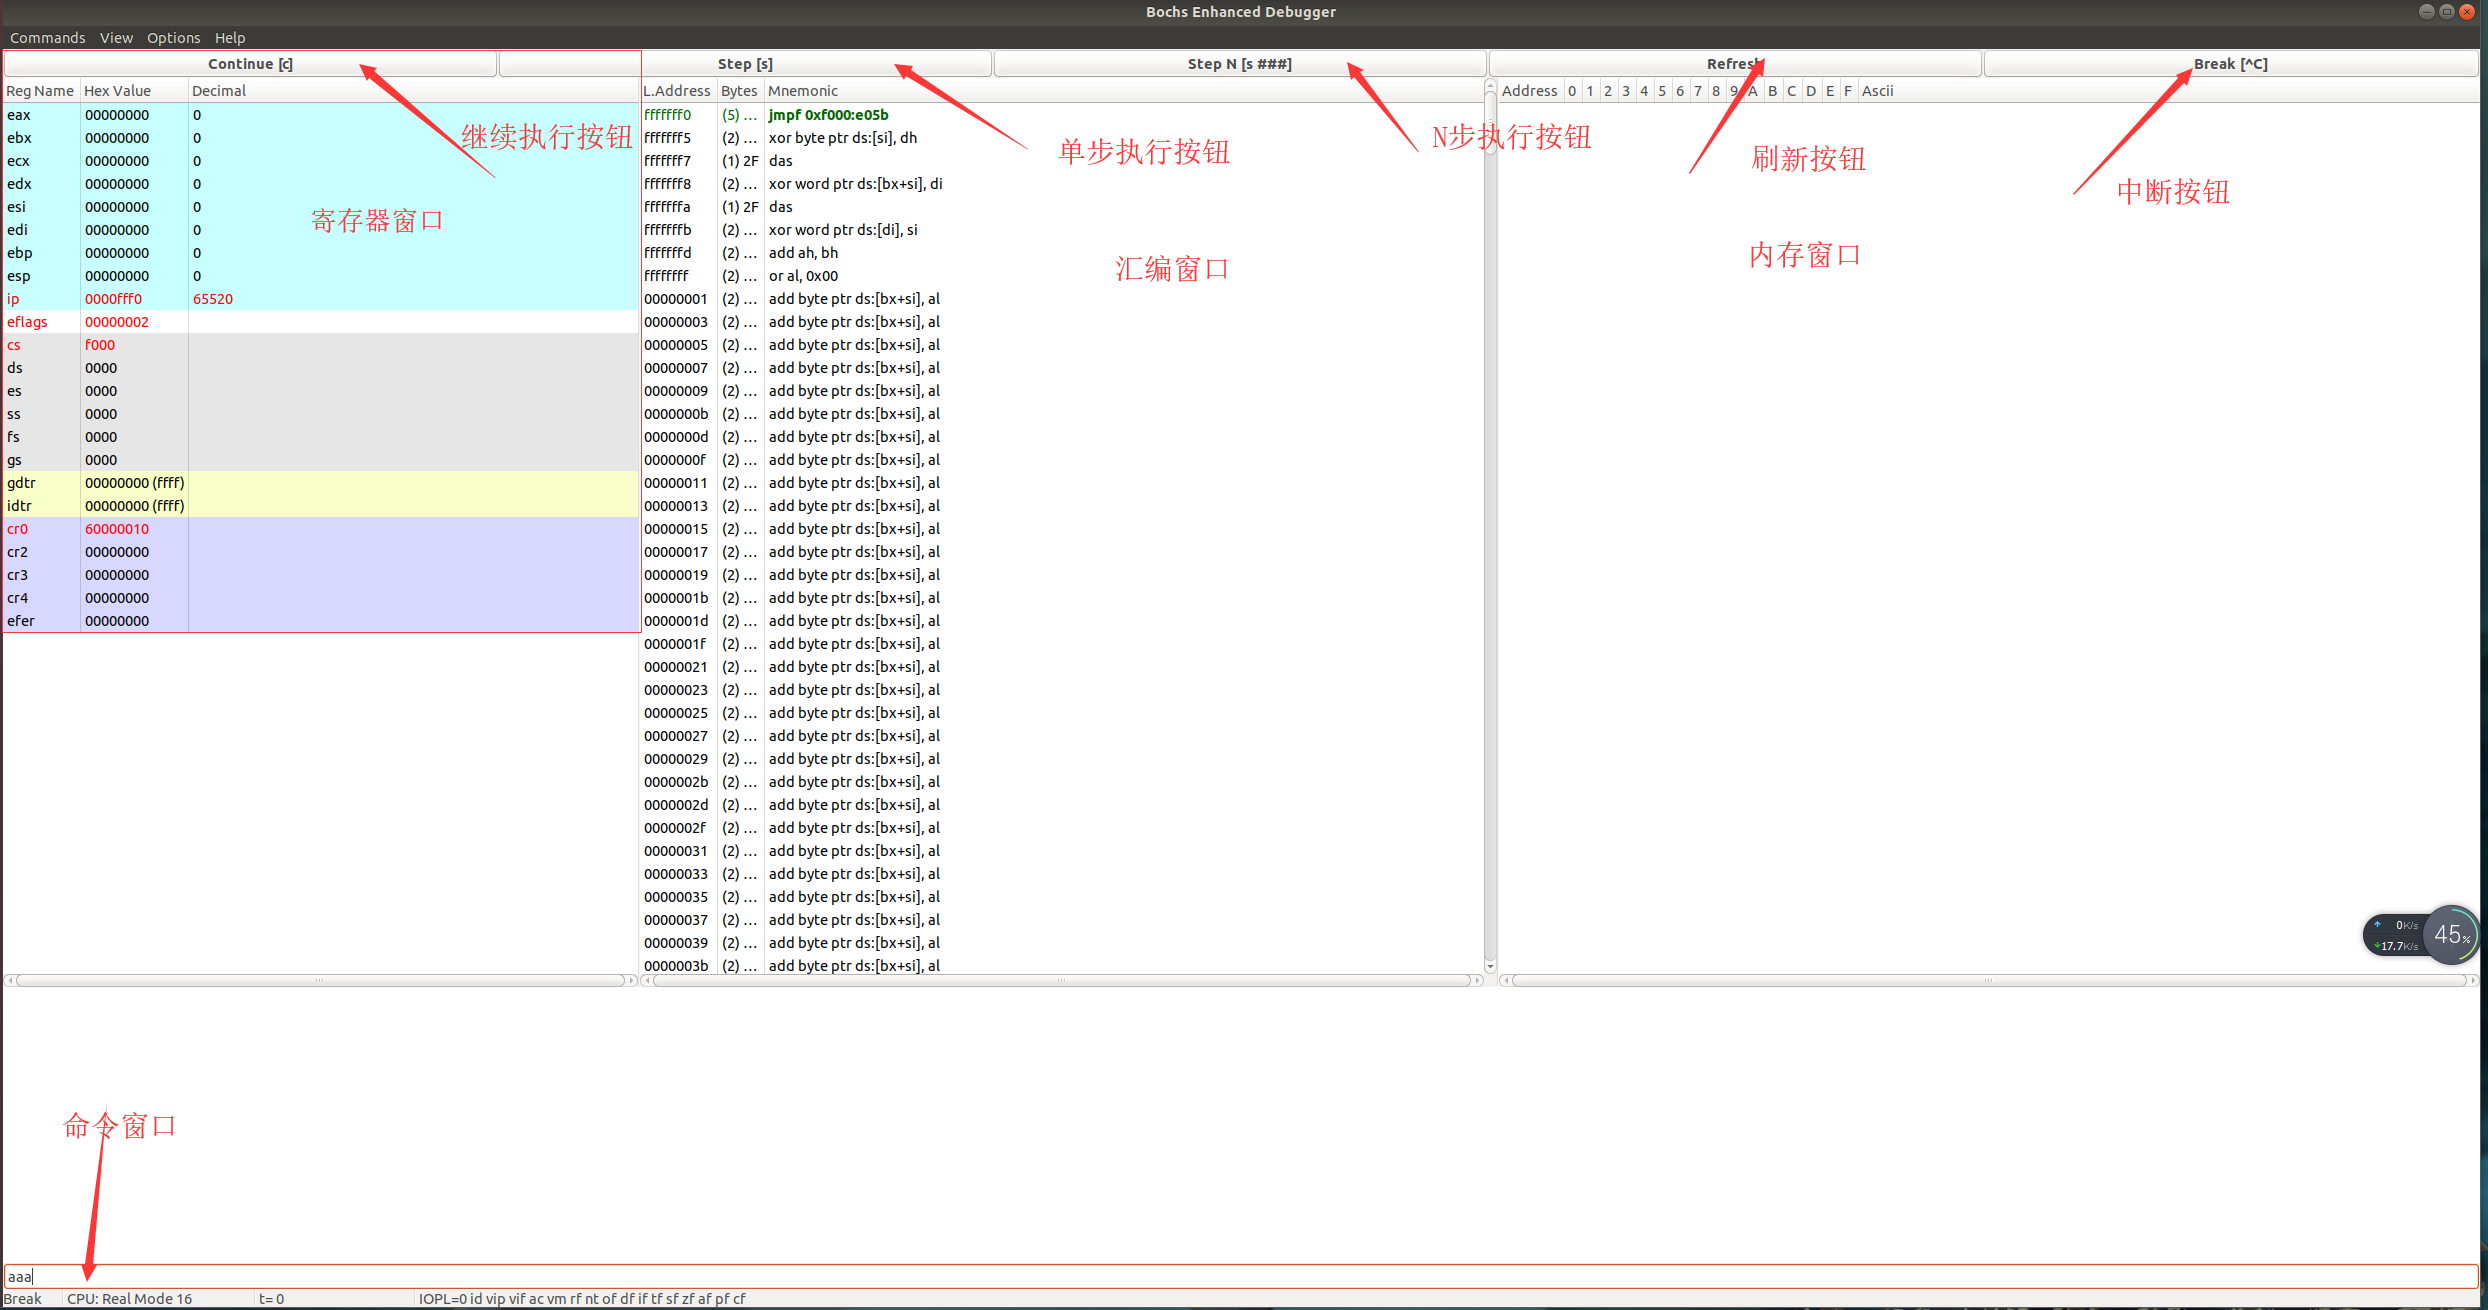 Bochs Enhanced Debugger
Commands View Options Help
Continue [c] Step [s] Step N [s ###] Refresh Break [^C]
Reg Name Hex Value Decimal
eax 00000000 0
ebx 00000000 0
ecx 00000000 0
edx 00000000 0
esi 00000000 0
edi 00000000 0
ebp 00000000 0
esp 00000000 0
ip 0000fff0 65520
eflags 00000002
cs f000
ds 0000
es 0000
ss 0000
fs 0000
gs 0000
gdtr 00000000 (ffff)
idtr 00000000 (ffff)
cr0 60000010
cr2 00000000
cr3 00000000
cr4 00000000
efer 00000000
继续执行按钮
寄存器窗口
L.Address Bytes Mnemonic
fffffff0 (5) ... jmpf 0xf000:e05b
fffffff5 (2) ... xor byte ptr ds:[si], dh
fffffff7 (1) 2F das
fffffff8 (2) ... xor word ptr ds:[bx+si], di
fffffffa (1) 2F das
fffffffb (2) ... xor word ptr ds:[di], si
fffffffd (2) ... add ah, bh
ffffffff (2) ... or al, 0x00
00000001 (2) ... add byte ptr ds:[bx+si], al
00000003 (2) ... add byte ptr ds:[bx+si], al
00000005 (2) ... add byte ptr ds:[bx+si], al
00000007 (2) ... add byte ptr ds:[bx+si], al
00000009 (2) ... add byte ptr ds:[bx+si], al
0000000b (2) ... add byte ptr ds:[bx+si], al
0000000d (2) ... add byte ptr ds:[bx+si], al
0000000f (2) ... add byte ptr ds:[bx+si], al
00000011 (2) ... add byte ptr ds:[bx+si], al
00000013 (2) ... add byte ptr ds:[bx+si], al
00000015 (2) ... add byte ptr ds:[bx+si], al
00000017 (2) ... add byte ptr ds:[bx+si], al
00000019 (2) ... add byte ptr ds:[bx+si], al
0000001b (2) ... add byte ptr ds:[bx+si], al
0000001d (2) ... add byte ptr ds:[bx+si], al
0000001f (2) ... add byte ptr ds:[bx+si], al
00000021 (2) ... add byte ptr ds:[bx+si], al
00000023 (2) ... add byte ptr ds:[bx+si], al
00000025 (2) ... add byte ptr ds:[bx+si], al
00000027 (2) ... add byte ptr ds:[bx+si], al
00000029 (2) ... add byte ptr ds:[bx+si], al
0000002b (2) ... add byte ptr ds:[bx+si], al
0000002d (2) ... add byte ptr ds:[bx+si], al
0000002f (2) ... add byte ptr ds:[bx+si], al
00000031 (2) ... add byte ptr ds:[bx+si], al
00000033 (2) ... add byte ptr ds:[bx+si], al
00000035 (2) ... add byte ptr ds:[bx+si], al
00000037 (2) ... add byte ptr ds:[bx+si], al
00000039 (2) ... add byte ptr ds:[bx+si], al
0000003b (2) ... add byte ptr ds:[bx+si], al
单步执行按钮
N步执行按钮
汇编窗口
Address 0 1 2 3 4 5 6 7 8 9 A B C D E F Ascii
刷新按钮
中断按钮
内存窗口
0K/s
17.7K/s
45%
命令窗口
aaa
Break CPU: Real Mode 16 t= 0 IOPL=0 id vip vif ac vm rf nt of df if tf sf zf af pf cf